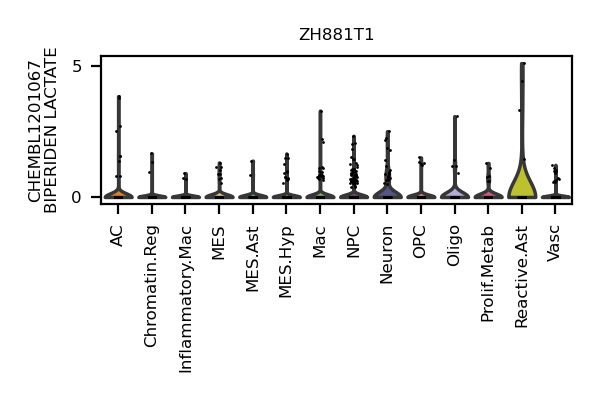 ZH881T1
CHEMBL1201067
BIPERIDEN LACTATE
5
0
AC
Chromatin.Reg
Inflammatory.Mac
MES
MES.Ast
MES.Hyp
Mac
NPC
Neuron
OPC
Oligo
Prolif.Metab
Reactive.Ast
Vasc